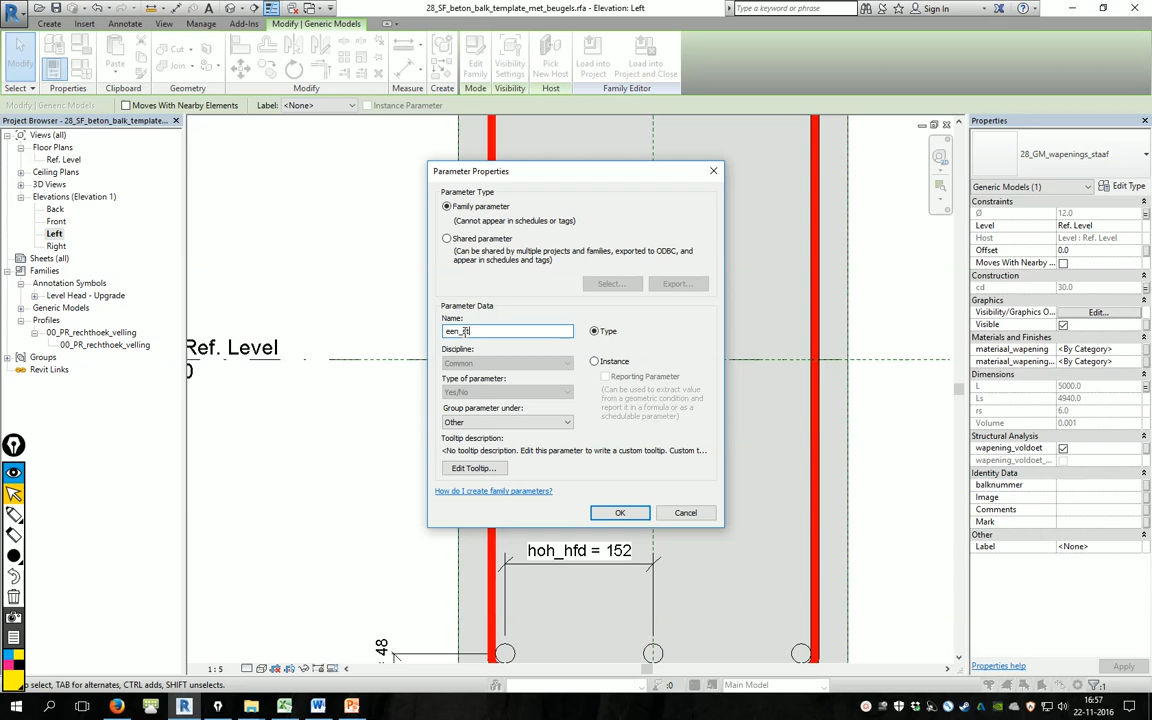 28_SF_beton_balk_template_met_beugels.rfa - Elevation: Left
Type a keyword or phrase
Sign In
Home
Insert
Annotate
View
Manage
Add-Ins
Modify | Generic Models
Modify
Paste
Cut
Join
Edit Family
Visibility Settings
Pick New Host
Load into Project
Load into Project and Close
Select
Properties
Clipboard
Geometry
Modify
Measure
Create
Mode
Visibility
Host
Family Editor
Modify | Generic Models
Moves With Nearby Elements
Label:
<None>
Instance Parameter
Project Browser - 28_SF_beton_balk_template...
Views (all)
Floor Plans
Ref. Level
Ceiling Plans
3D Views
Elevations (Elevation 1)
Back
Front
Left
Right
Sheets (all)
Families
Annotation Symbols
Level Head - Upgrade
Generic Models
00_PR_rechthoek_velling
00_PR_rechthoek_velling
Groups
Revit Links
Ref. Level
0
hoh_hfd = 152
48
Parameter Properties
Parameter Type
Family parameter
(Cannot appear in schedules or tags)
Shared parameter
(Can be shared by multiple projects and families, exported to ODBC, and appear in schedules and tags)
Select...
Export...
Parameter Data
Name:
Type
Discipline:
Common
Instance
Reporting Parameter
Type of parameter:
Yes/No
(Can be used to extract value from a geometric condition and report it in a formula or as a schedulable parameter)
Group parameter under:
Other
Tooltip description:
<No tooltip description. Edit this parameter to write a custom tooltip. Custom t...
Edit Tooltip...
How do I create family parameters?
OK
Cancel
Properties
28_GM_wapenings_staaf
Generic Models (1)
Edit Type
Constraints
Ø 12.0
Level Ref. Level
Host Level : Ref. Level
Offset 0.0
Moves With Nearby ...
Construction
cd 30.0
Graphics
Visibility/Graphics O... Edit...
Visible
Materials and Finishes
materiaal_wapening <By Category>
materiaal_wapening <By Category>
Dimensions
L 5000.0
Ls 4940.0
rs 6.0
Volume 0.001
Structural Analysis
wapening_voldoet
wapening_voldoet_...
Identity Data
balknummer
Image
Comments
Mark
Other
Label <None>
Properties help
Apply
1:5
to select, TAB for alternates, CTRL adds, SHIFT unselects.
:0
Main Model
:1
16:57
22-11-2016